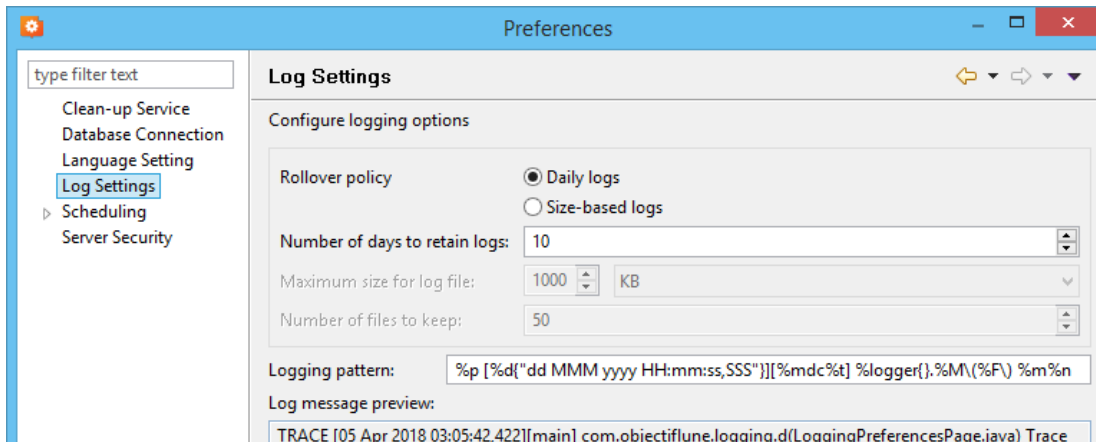 Preferences
type filter text
Clean-up Service
Database Connection
Language Setting
Log Settings
Scheduling
Server Security
Log Settings
Configure logging options
Rollover policy
Daily logs
Size-based logs
Number of days to retain logs: 10
Maximum size for log file: 1000 KB
Number of files to keep: 50
Logging pattern: %p [%d{"dd MMM yyyy HH:mm:ss,SSS"}][%mdc%t] %logger{}.%M\(%F\) %m%n
Log message preview:
TRACE [05 Apr 2018 03:05:42,422][main] com.objectiflune.logging.d(LoggingPreferencesPage.java) Trace